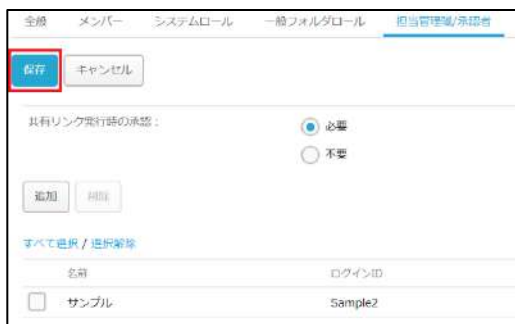 全般 メンバー システムロール 一般フォルダロール 担当管理職/承認者
保存 キャンセル
共有リンク発行時の承認 :
必要
不要
追加 削除
すべて選択 / 選択解除
名前 ログインID
サンプル Sample2